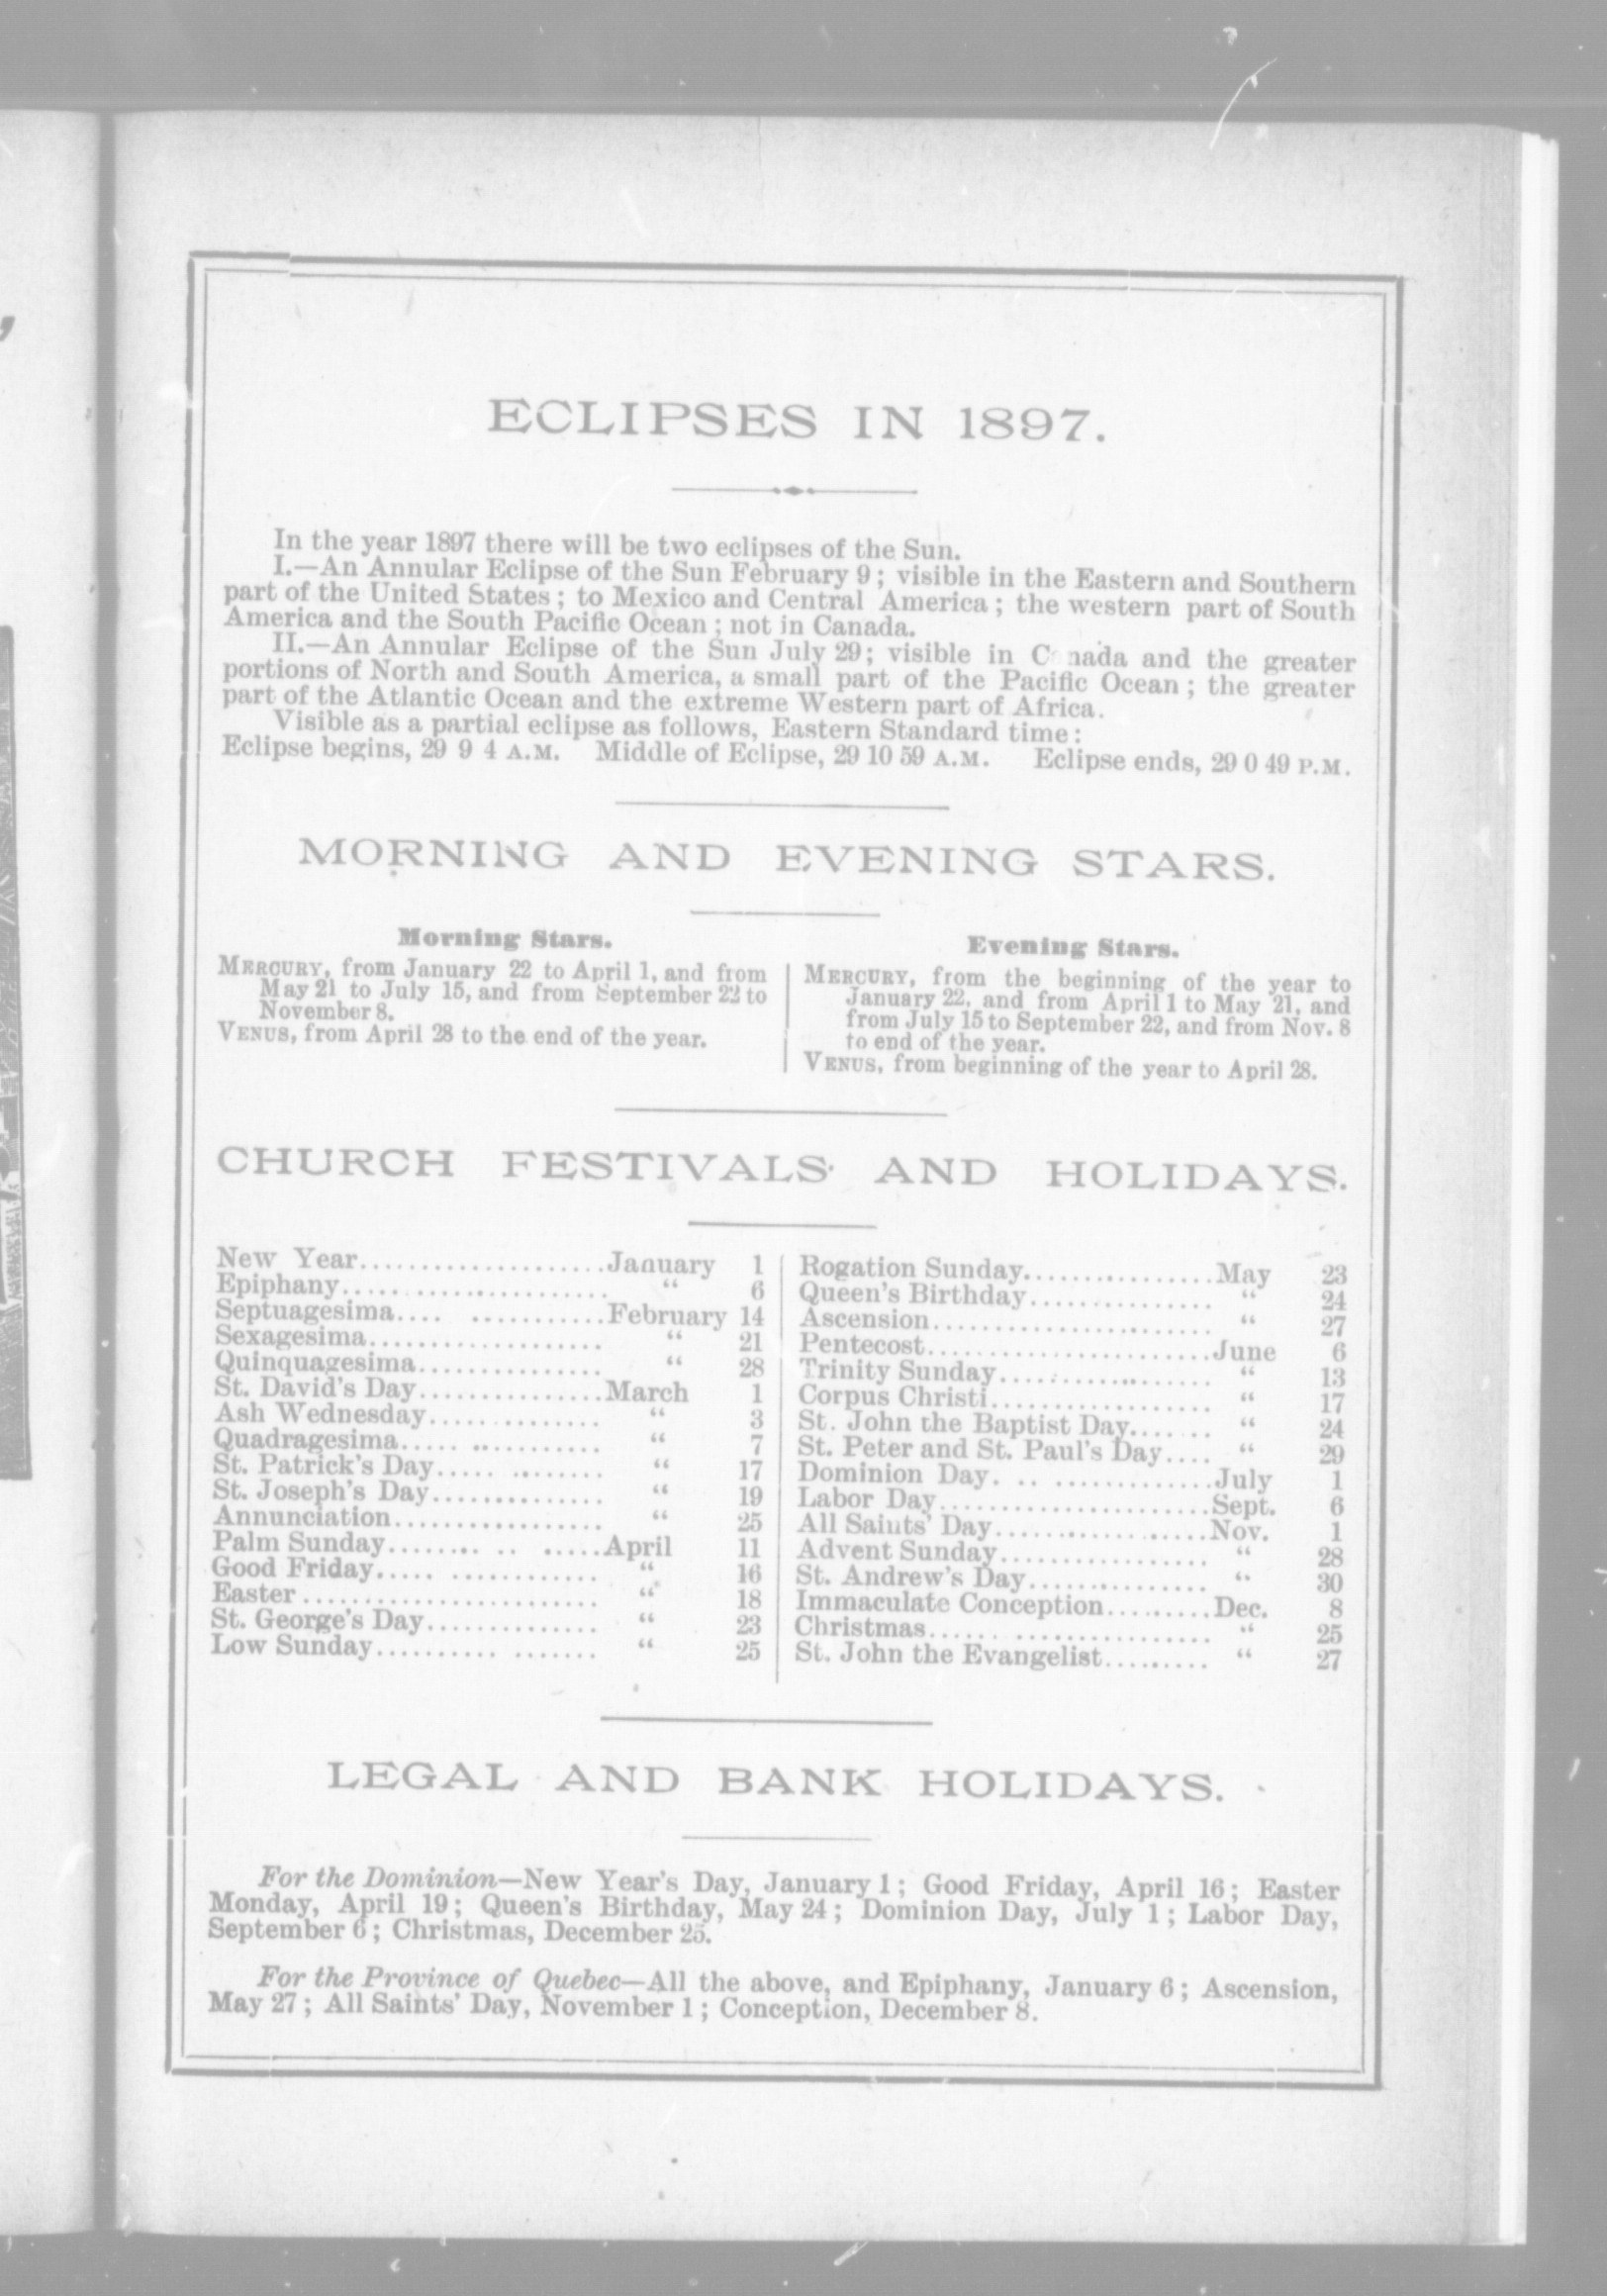 ECLIPSES IN 1897.
In the year 1897 there will be two eclipses of the Sun.
I.—An Annular Eclipse of the Sun February 9; visible in the Eastern and Southern
part of the United States; to Mexico and Central America; the western part of South
America and the South Pacific Ocean; not in Canada.
II.—An Annular Eclipse of the Sun July 29; visible in C nada and the greater
portions of North and South America, a small part of the Pacific Ocean; the greater
part of the Atlantic Ocean and the extreme Western part of Africa.
Visible as a partial eclipse as follows, Eastern Standard time:
Eclipse begins, 29 9 4 A.M. Middle of Eclipse, 29 10 59 A.M. Eclipse ends, 29 0 49 P.M.
MORNING AND EVENING STARS.
Morning Stars.
MERCURY, from January 22 to April 1, and from
May 21 to July 15, and from September 22 to
November 8.
VENUS, from April 28 to the end of the year.
Evening Stars.
MERCURY, from the beginning of the year to
January 22, and from April 1 to May 21, and
from July 15 to September 22, and from Nov. 8
to end of the year.
VENUS, from beginning of the year to April 28.
CHURCH FESTIVALS AND HOLIDAYS.
New Year....................January 1
Epiphany...................... “ 6
Septuagesima.... ...........February 14
Sexagesima................... “ 21
Quinquagesima............... “ 28
St. David's Day...............March 1
Ash Wednesday.............. “ 3
Quadragesima..... ........... “ 7
St. Patrick's Day..... ........ “ 17
St. Joseph's Day.............. “ 19
Annunciation................. “ 25
Palm Sunday........ .. .....April 11
Good Friday..... ............ “ 16
Easter ........................ “ 18
St. George's Day.............. “ 23
Low Sunday.......... ....... “ 25
Rogation Sunday................May 23
Queen's Birthday............... “ 24
Ascension....................... “ 27
Pentecost.......................June 6
Trinity Sunday.................. “ 13
Corpus Christi.................. “ 17
St. John the Baptist Day....... “ 24
St. Peter and St. Paul's Day.... “ 29
Dominion Day. .. .............July 1
Labor Day......................Sept. 6
All Saints' Day..................Nov. 1
Advent Sunday................. “ 28
St. Andrew's Day............... “ 30
Immaculate Conception.........Dec. 8
Christmas...... ................ “ 25
St. John the Evangelist......... “ 27
LEGAL AND BANK HOLIDAYS.
For the Dominion—New Year's Day, January 1; Good Friday, April 16; Easter
Monday, April 19; Queen's Birthday, May 24; Dominion Day, July 1; Labor Day,
September 6; Christmas, December 25.
For the Province of Quebec—All the above, and Epiphany, January 6; Ascension,
May 27; All Saints' Day, November 1; Conception, December 8.